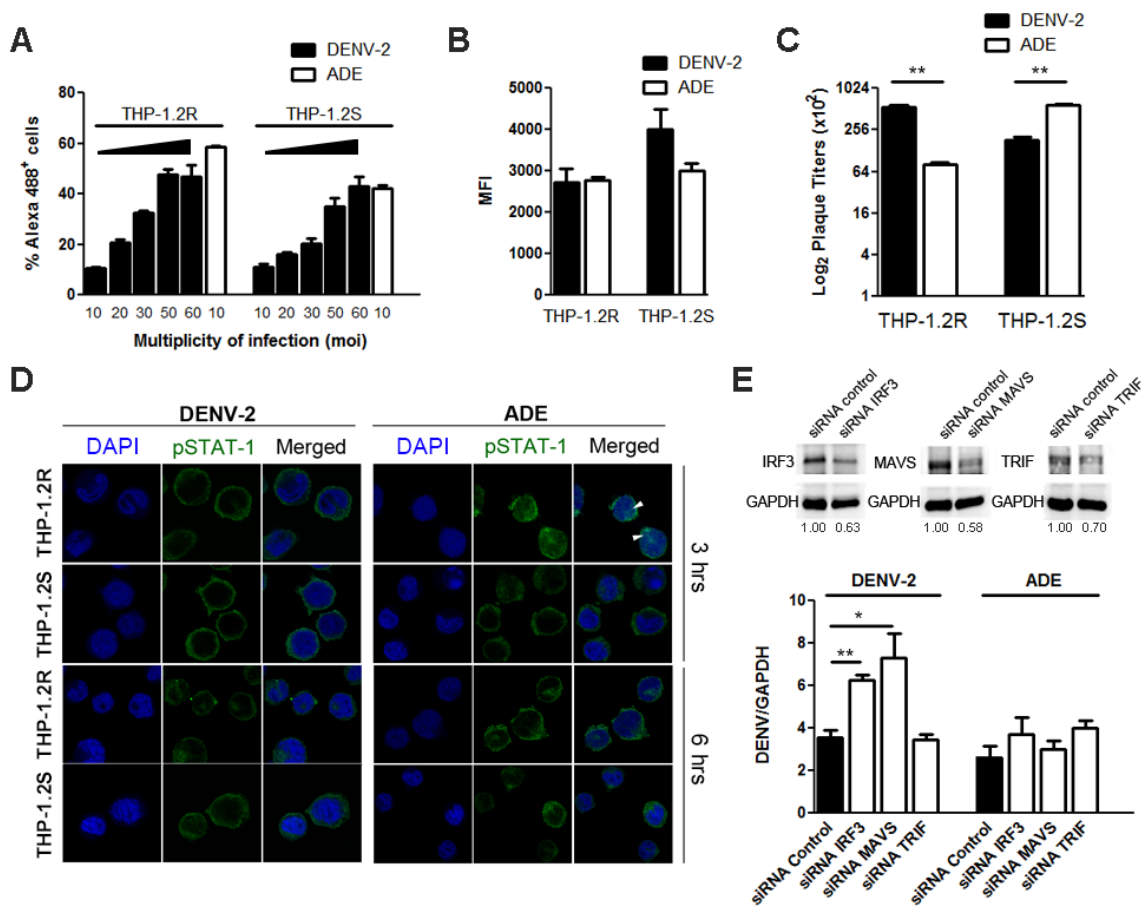 A
DENV-2
ADE
% Alexa 488+ cells
80
60
40
20
0
THP-1.2R
THP-1.2S
10 20 30 50 60 10 10 20 30 50 60 10
Multiplicity of infection (moi)
B
DENV-2
ADE
MFI
5000
4000
3000
2000
1000
0
THP-1.2R THP-1.2S
C
DENV-2
ADE
Log2 Plaque Titers (x10²)
1024
256
64
16
4
1
**
**
THP-1.2R THP-1.2S
D
DENV-2
ADE
DAPI pSTAT-1 Merged DAPI pSTAT-1 Merged
THP-1.2R
THP-1.2S
3 hrs
THP-1.2R
THP-1.2S
6 hrs
E
siRNA control
siRNA IRF3
siRNA control
siRNA MAVS
siRNA control
siRNA TRIF
IRF3 MAVS TRIF
GAPDH GAPDH GAPDH
1.00 0.63 1.00 0.58 1.00 0.70
DENV-2 ADE
DENV/GAPDH
10
8
6
4
2
0
*
**
siRNA Control
siRNA IRF3
siRNA MAVS
siRNA TRIF
siRNA Control
siRNA IRF3
siRNA MAVS
siRNA TRIF